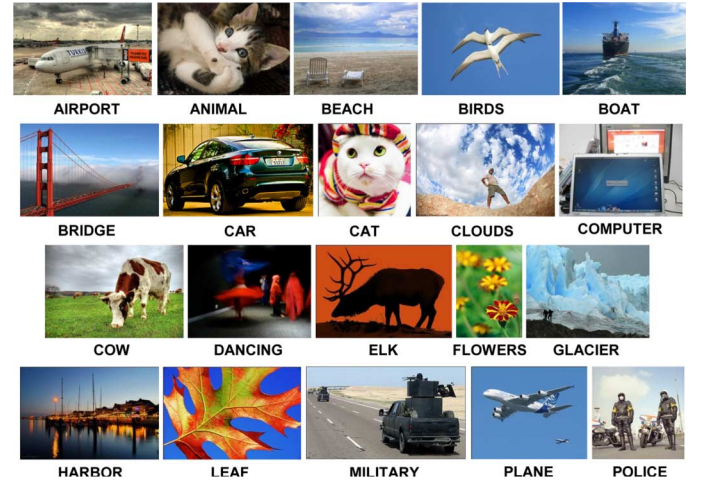 TURKISH
AIRPORT
ANIMAL
BEACH
BIRDS
BOAT
BRIDGE
CAR
CAT
CLOUDS
COMPUTER
COW
DANCING
ELK
FLOWERS
GLACIER
HARBOR
LEAF
MILITARY
PLANE
POLICE